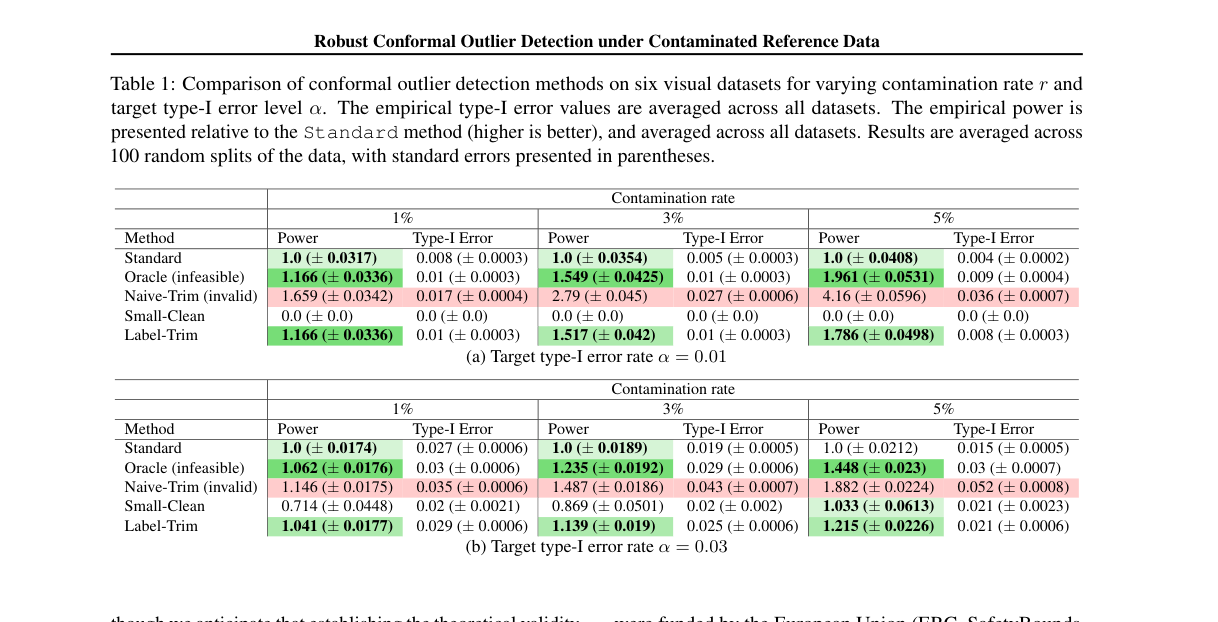 Robust Conformal Outlier Detection under Contaminated Reference Data
Table 1: Comparison of conformal outlier detection methods on six visual datasets for varying contamination rate r and
target type-I error level α. The empirical type-I error values are averaged across all datasets. The empirical power is
presented relative to the Standard method (higher is better), and averaged across all datasets. Results are averaged across
100 random splits of the data, with standard errors presented in parentheses.
Contamination rate
1% 3% 5%
Method Power Type-I Error Power Type-I Error Power Type-I Error
Standard 1.0 (± 0.0317) 0.008 (± 0.0003) 1.0 (± 0.0354) 0.005 (± 0.0003) 1.0 (± 0.0408) 0.004 (± 0.0002)
Oracle (infeasible) 1.166 (± 0.0336) 0.01 (± 0.0003) 1.549 (± 0.0425) 0.01 (± 0.0003) 1.961 (± 0.0531) 0.009 (± 0.0004)
Naive-Trim (invalid) 1.659 (± 0.0342) 0.017 (± 0.0004) 2.79 (± 0.045) 0.027 (± 0.0006) 4.16 (± 0.0596) 0.036 (± 0.0007)
Small-Clean 0.0 (± 0.0) 0.0 (± 0.0) 0.0 (± 0.0) 0.0 (± 0.0) 0.0 (± 0.0) 0.0 (± 0.0)
Label-Trim 1.166 (± 0.0336) 0.01 (± 0.0003) 1.517 (± 0.042) 0.01 (± 0.0003) 1.786 (± 0.0498) 0.008 (± 0.0003)
(a) Target type-I error rate α = 0.01
Contamination rate
1% 3% 5%
Method Power Type-I Error Power Type-I Error Power Type-I Error
Standard 1.0 (± 0.0174) 0.027 (± 0.0006) 1.0 (± 0.0189) 0.019 (± 0.0005) 1.0 (± 0.0212) 0.015 (± 0.0005)
Oracle (infeasible) 1.062 (± 0.0176) 0.03 (± 0.0006) 1.235 (± 0.0192) 0.029 (± 0.0006) 1.448 (± 0.023) 0.03 (± 0.0007)
Naive-Trim (invalid) 1.146 (± 0.0175) 0.035 (± 0.0006) 1.487 (± 0.0186) 0.043 (± 0.0007) 1.882 (± 0.0224) 0.052 (± 0.0008)
Small-Clean 0.714 (± 0.0448) 0.02 (± 0.0021) 0.869 (± 0.0501) 0.02 (± 0.002) 1.033 (± 0.0613) 0.021 (± 0.0023)
Label-Trim 1.041 (± 0.0177) 0.029 (± 0.0006) 1.139 (± 0.019) 0.025 (± 0.0006) 1.215 (± 0.0226) 0.021 (± 0.0006)
(b) Target type-I error rate α = 0.03
though we anticipate that establishing the theoretical validity
were funded by the European Union (ERC, SafetyBounds,